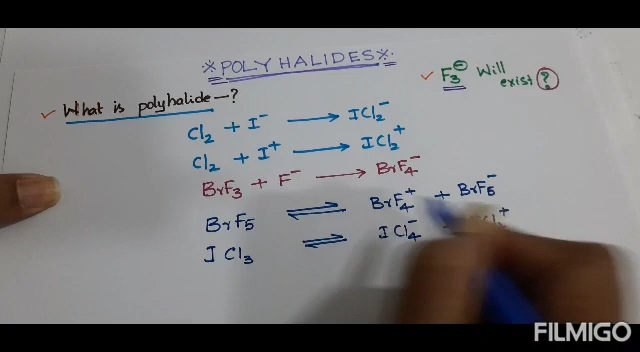 *POLY HALIDES*
✓ F3⊖ Will exist ?
✓ What is polyhalide —?
Cl2 + I⁻ ⟶ ICl2⁻
Cl2 + I⁺ ⟶ ICl2⁺
BrF3 + F⁻ ⟶ BrF4⁻
BrF5 ⇌ BrF4⁺ + BrF5⁻
ICl3 ⇌ ICl4⁻
FILMIGO